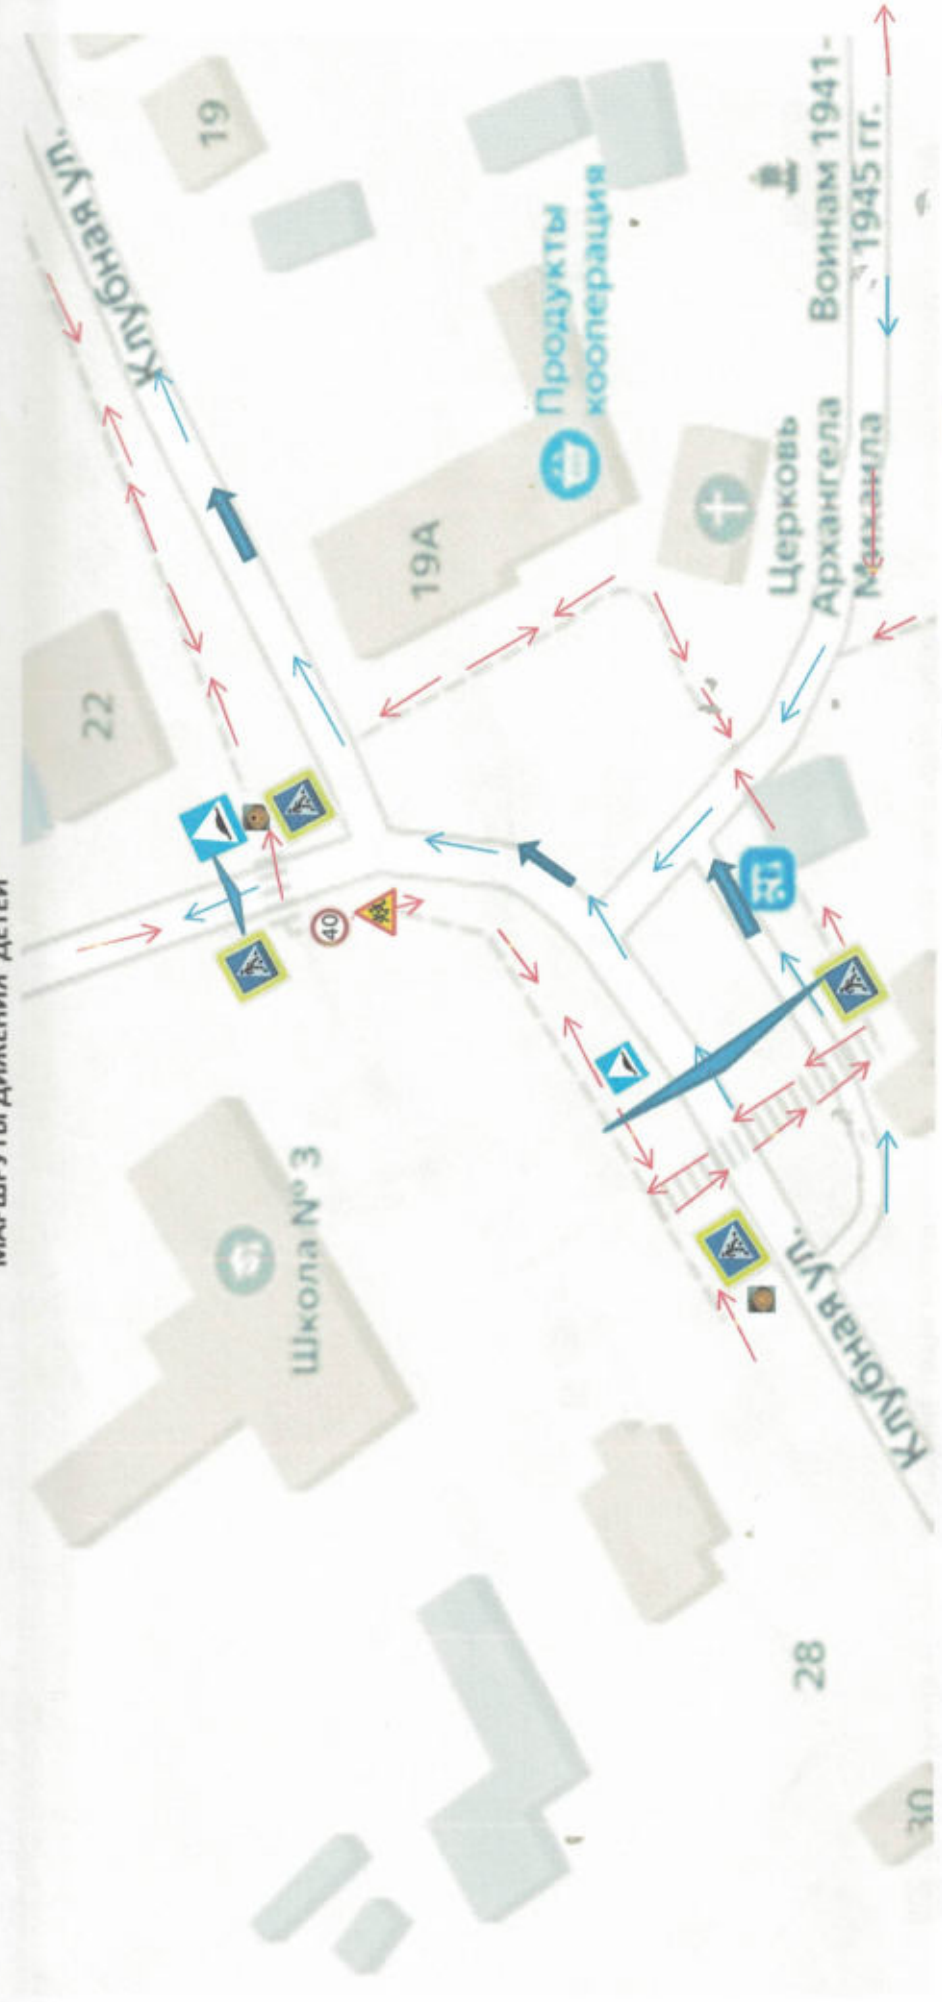 МАРШРУТЫ ДВИЖЕНИЯ ДЕТЕЙ
Клубная ул.
19
22
19А
Продукты
кооперация
Воинам 1941-
1945 гг.
Церковь
Архангела
Михаила
40
Школа № 3
Клубная ул.
28
30